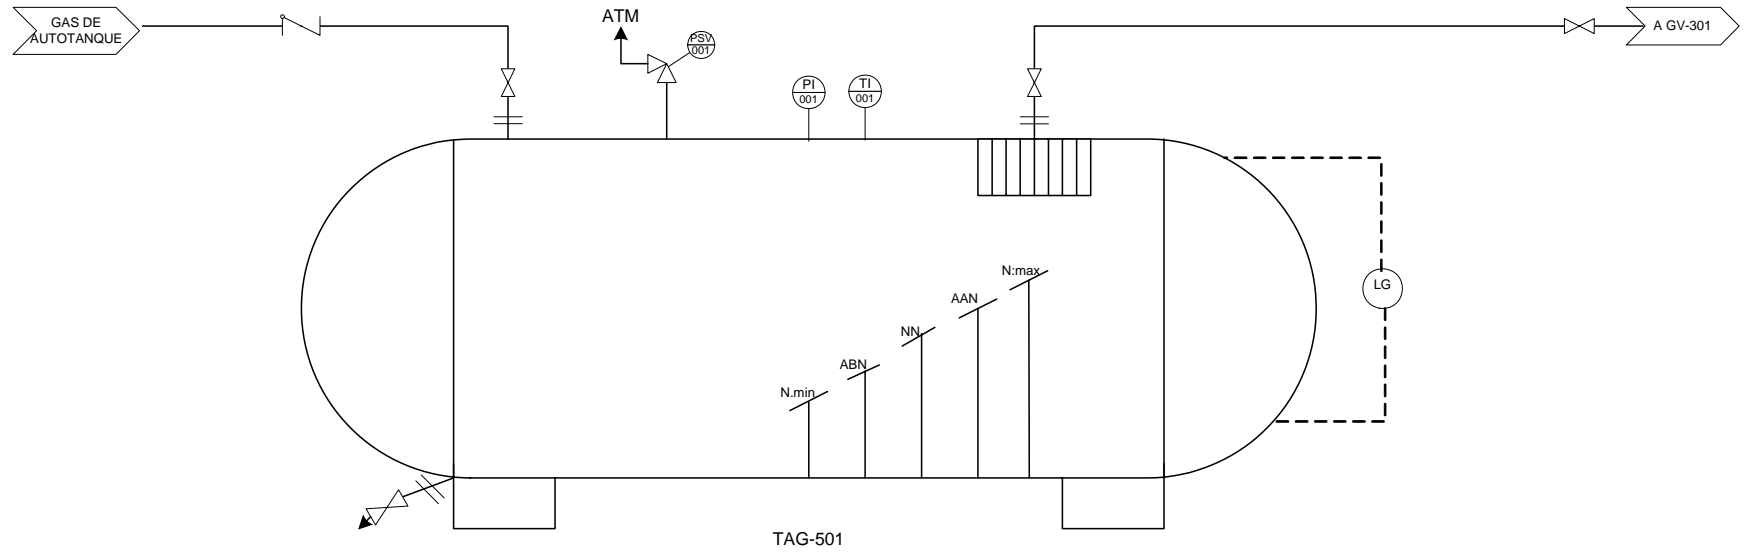 GAS DE
AUTOTANQUE
ATM
PSV
001
PI
001
TI
001
A GV-301
N:max
AAN
NN
ABN
N.min
LG
TAG-501